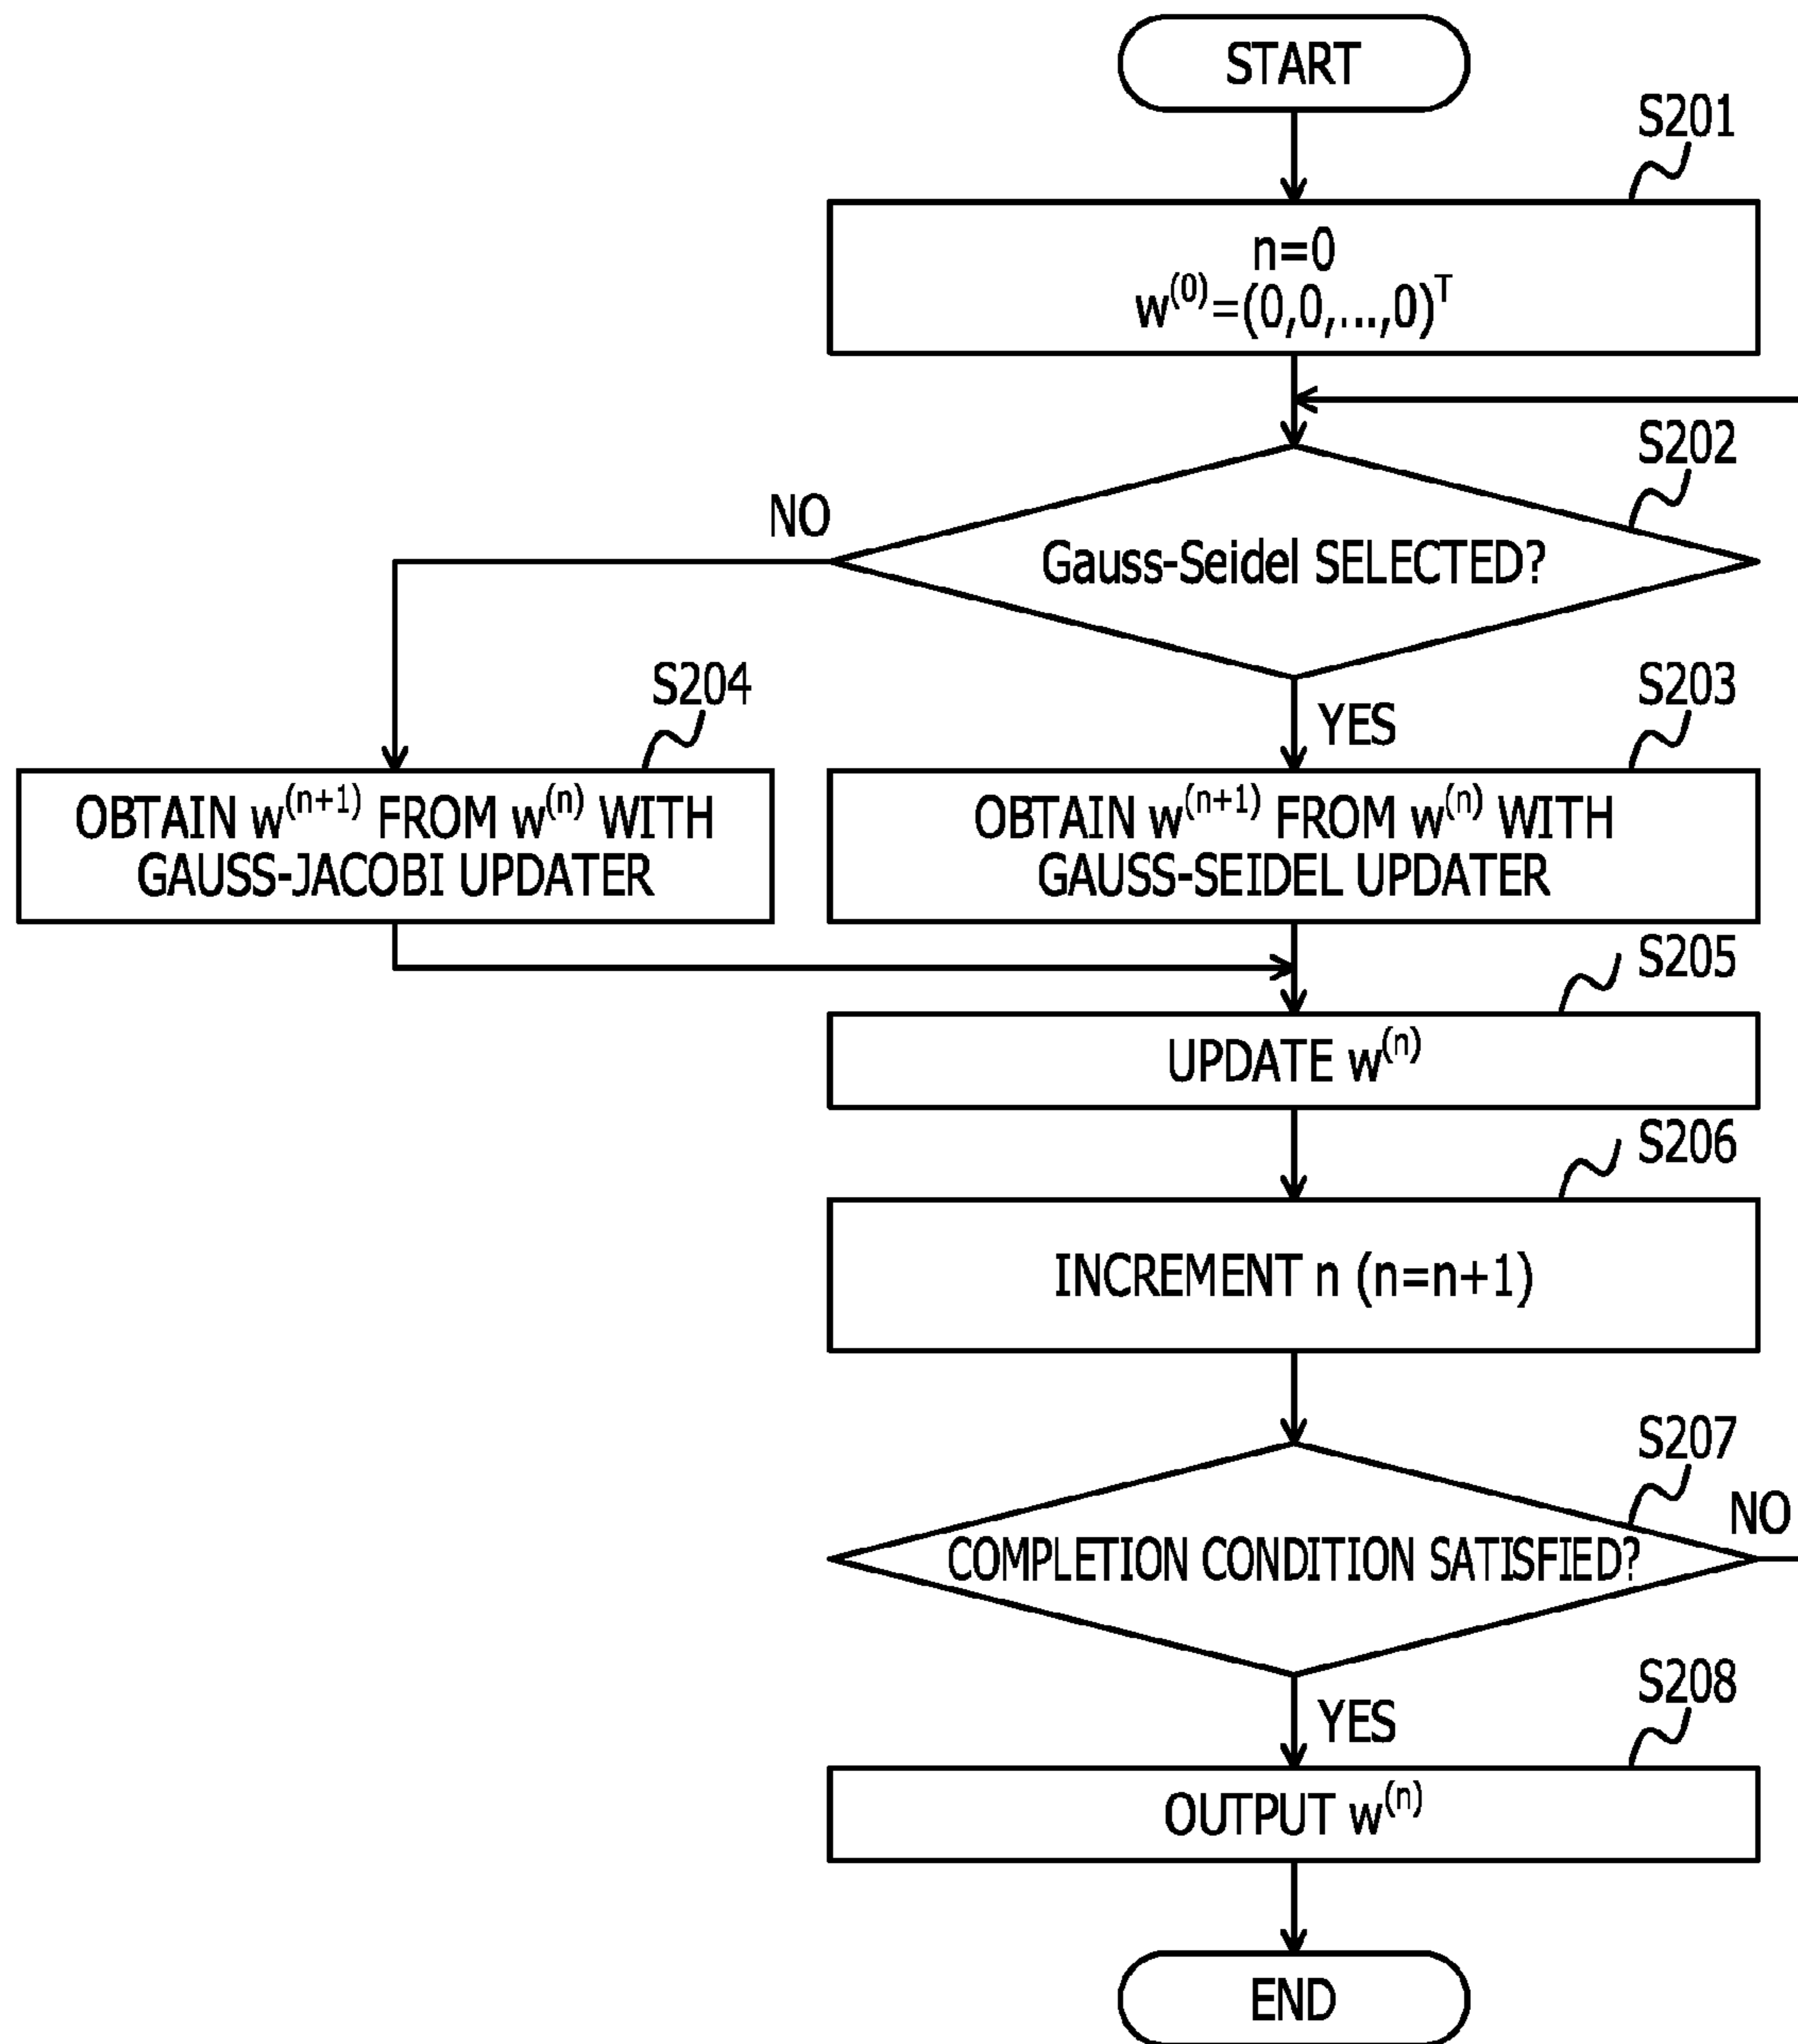 START
S201
n=0
w^(0)=(0,0,...,0)^T
S202
NO
Gauss-Seidel SELECTED?
S204
S203
YES
OBTAIN w^(n+1) FROM w^(n) WITH
GAUSS-JACOBI UPDATER
OBTAIN w^(n+1) FROM w^(n) WITH
GAUSS-SEIDEL UPDATER
S205
UPDATE w^(n)
S206
INCREMENT n (n=n+1)
S207
NO
COMPLETION CONDITION SATISFIED?
YES
S208
OUTPUT w^(n)
END